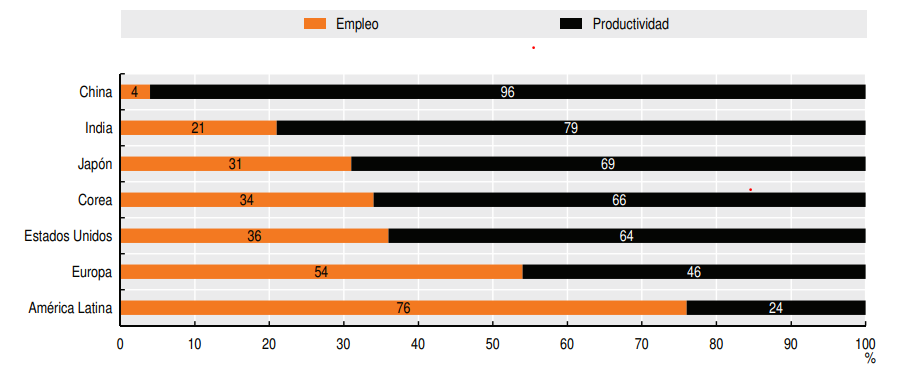 Empleo Productividad
China 4 96
India 21 79
Japón 31 69
Corea 34 66
Estados Unidos 36 64
Europa 54 46
América Latina 76 24
0 10 20 30 40 50 60 70 80 90 100
%